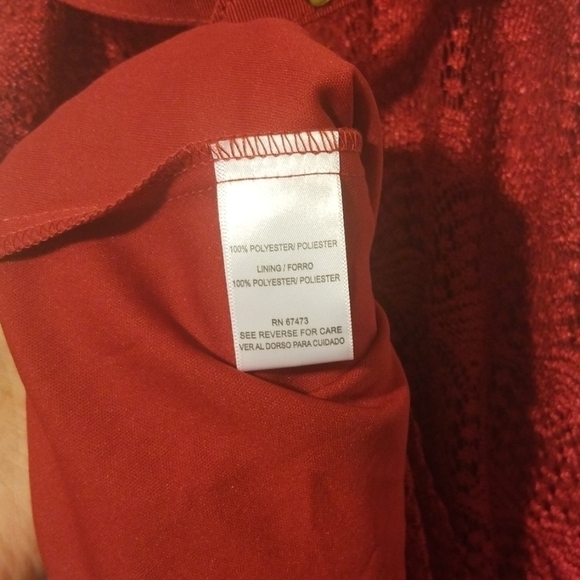 100% POLYESTER/ POLIESTER
LINING / FORRO
100% POLYESTER/ POLIESTER
RN 67473
SEE REVERSE FOR CARE
VER AL DORSO PARA CUIDADO